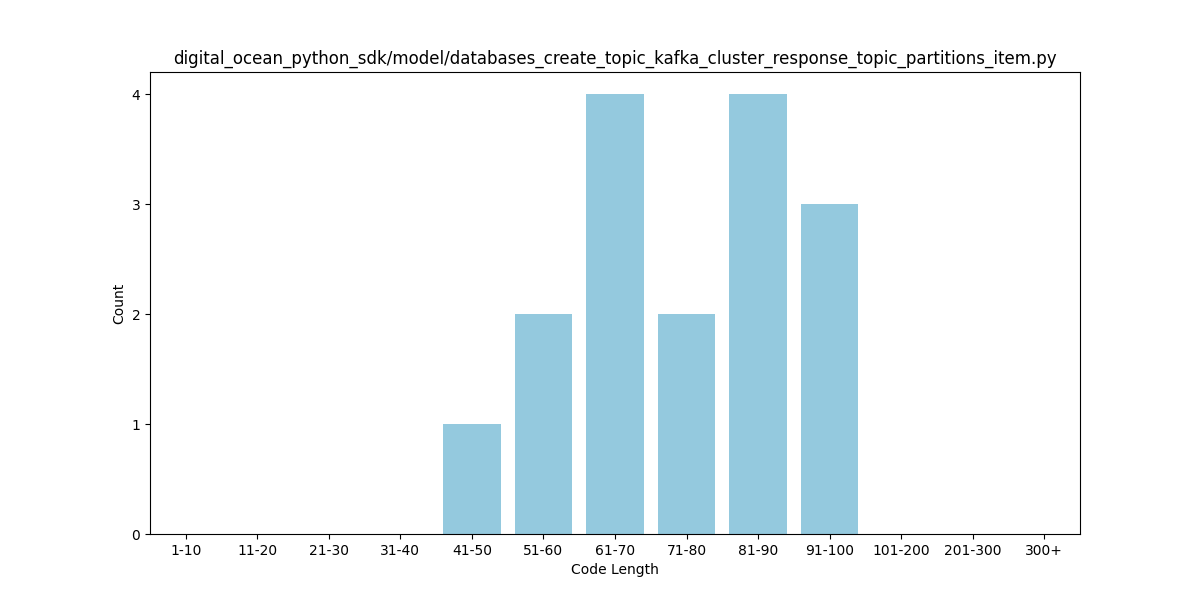 digital_ocean_python_sdk/model/databases_create_topic_kafka_cluster_response_topic_partitions_item.py
4
3
2
1
0
Count
1-10 11-20 21-30 31-40 41-50 51-60 61-70 71-80 81-90 91-100 101-200 201-300 300+
Code Length